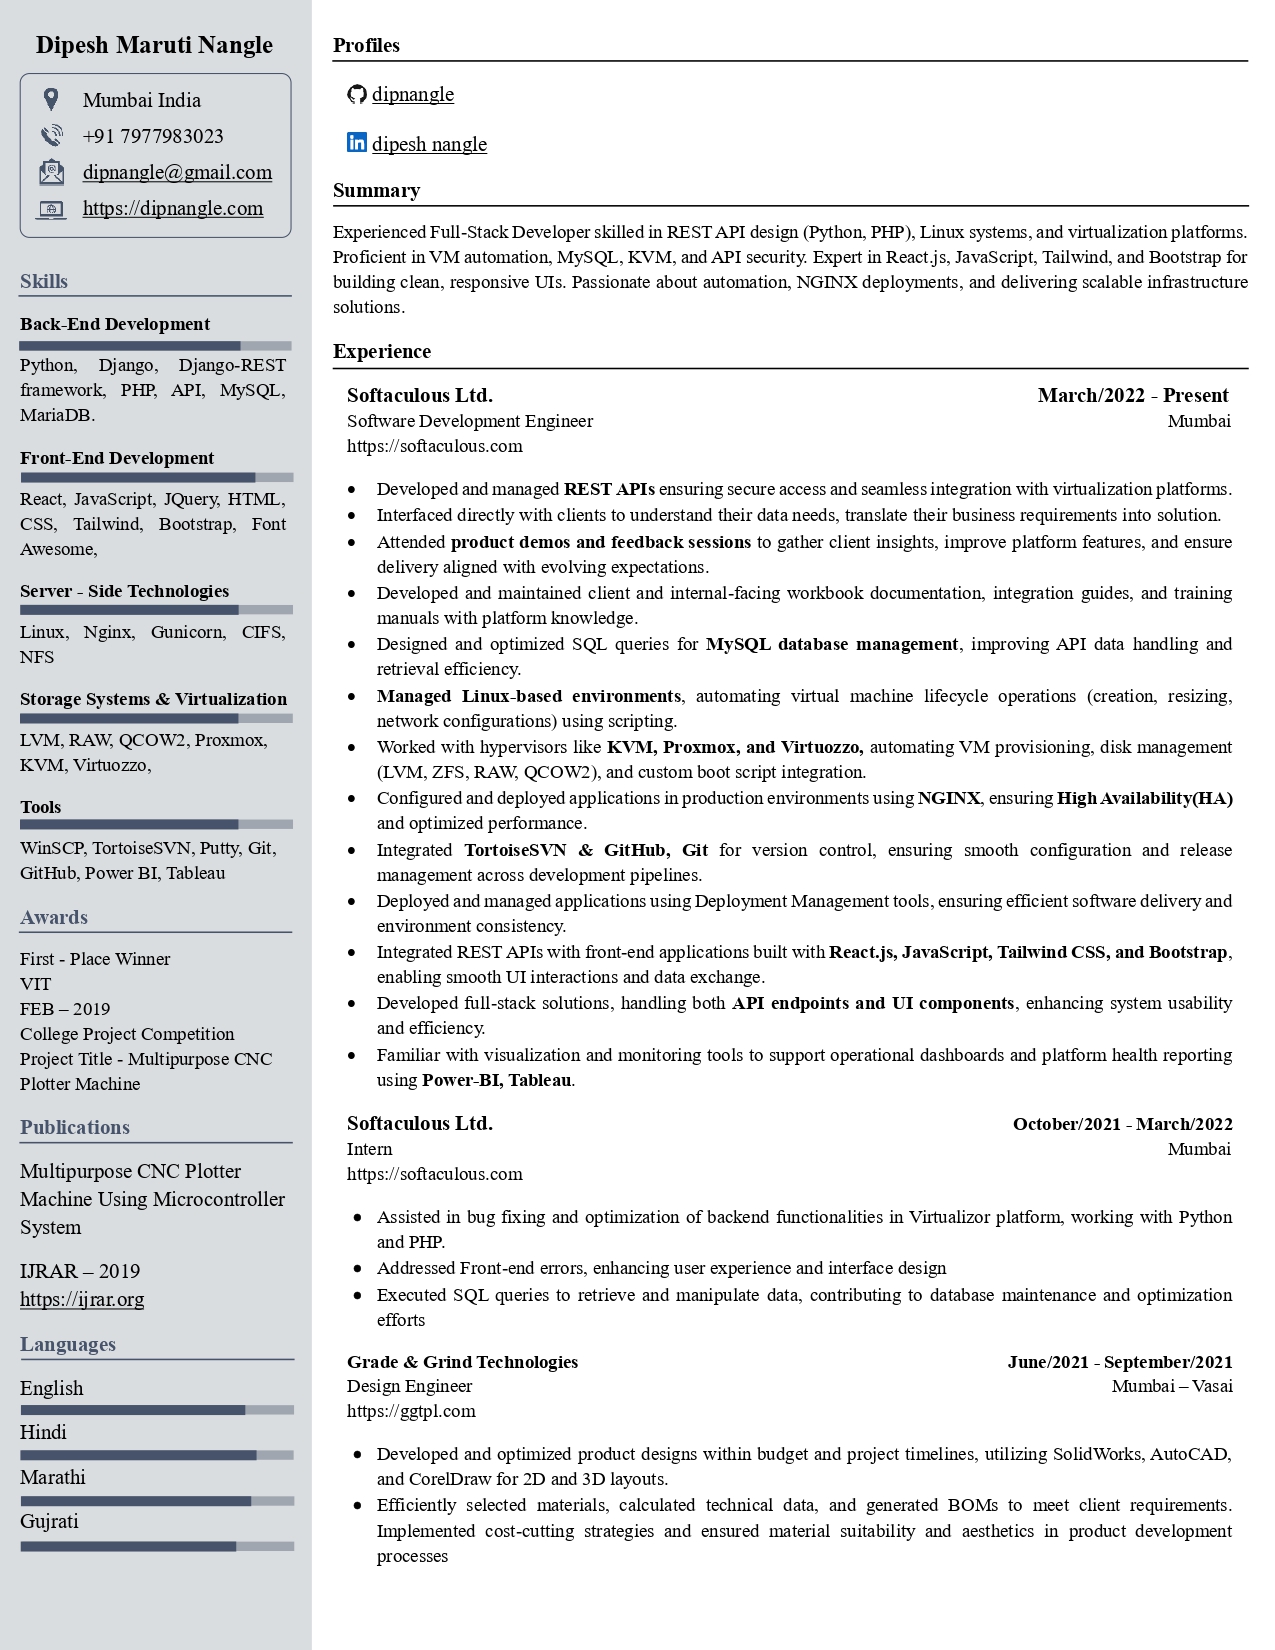 Dipesh Maruti Nangle
Mumbai India
+91 7977983023
dipnangle@gmail.com
https://dipnangle.com
Skills
Back-End Development
Python, Django, Django-REST
framework, PHP, API, MySQL,
MariaDB.
Front-End Development
React, JavaScript, JQuery, HTML,
CSS, Tailwind, Bootstrap, Font
Awesome,
Server - Side Technologies
Linux, Nginx, Gunicorn, CIFS,
NFS
Storage Systems & Virtualization
LVM, RAW, QCOW2, Proxmox,
KVM, Virtuozzo,
Tools
WinSCP, TortoiseSVN, Putty, Git,
GitHub, Power BI, Tableau
Awards
First - Place Winner
VIT
FEB – 2019
College Project Competition
Project Title - Multipurpose CNC
Plotter Machine
Publications
Multipurpose CNC Plotter
Machine Using Microcontroller
System
IJRAR – 2019
https://ijrar.org
Languages
English
Hindi
Marathi
Gujrati
Profiles
dipnangle
dipesh nangle
Summary
Experienced Full-Stack Developer skilled in REST API design (Python, PHP), Linux systems, and virtualization platforms.
Proficient in VM automation, MySQL, KVM, and API security. Expert in React.js, JavaScript, Tailwind, and Bootstrap for
building clean, responsive UIs. Passionate about automation, NGINX deployments, and delivering scalable infrastructure
solutions.
Experience
Softaculous Ltd. March/2022 - Present
Software Development Engineer Mumbai
https://softaculous.com
• Developed and managed REST APIs ensuring secure access and seamless integration with virtualization platforms.
• Interfaced directly with clients to understand their data needs, translate their business requirements into solution.
• Attended product demos and feedback sessions to gather client insights, improve platform features, and ensure
delivery aligned with evolving expectations.
• Developed and maintained client and internal-facing workbook documentation, integration guides, and training
manuals with platform knowledge.
• Designed and optimized SQL queries for MySQL database management, improving API data handling and
retrieval efficiency.
• Managed Linux-based environments, automating virtual machine lifecycle operations (creation, resizing,
network configurations) using scripting.
• Worked with hypervisors like KVM, Proxmox, and Virtuozzo, automating VM provisioning, disk management
(LVM, ZFS, RAW, QCOW2), and custom boot script integration.
• Configured and deployed applications in production environments using NGINX, ensuring High Availability(HA)
and optimized performance.
• Integrated TortoiseSVN & GitHub, Git for version control, ensuring smooth configuration and release
management across development pipelines.
• Deployed and managed applications using Deployment Management tools, ensuring efficient software delivery and
environment consistency.
• Integrated REST APIs with front-end applications built with React.js, JavaScript, Tailwind CSS, and Bootstrap,
enabling smooth UI interactions and data exchange.
• Developed full-stack solutions, handling both API endpoints and UI components, enhancing system usability
and efficiency.
• Familiar with visualization and monitoring tools to support operational dashboards and platform health reporting
using Power-BI, Tableau.
Softaculous Ltd. October/2021 - March/2022
Intern Mumbai
https://softaculous.com
• Assisted in bug fixing and optimization of backend functionalities in Virtualizor platform, working with Python
and PHP.
• Addressed Front-end errors, enhancing user experience and interface design
• Executed SQL queries to retrieve and manipulate data, contributing to database maintenance and optimization
efforts
Grade & Grind Technologies June/2021 - September/2021
Design Engineer Mumbai – Vasai
https://ggtpl.com
• Developed and optimized product designs within budget and project timelines, utilizing SolidWorks, AutoCAD,
and CorelDraw for 2D and 3D layouts.
• Efficiently selected materials, calculated technical data, and generated BOMs to meet client requirements.
Implemented cost-cutting strategies and ensured material suitability and aesthetics in product development
processes